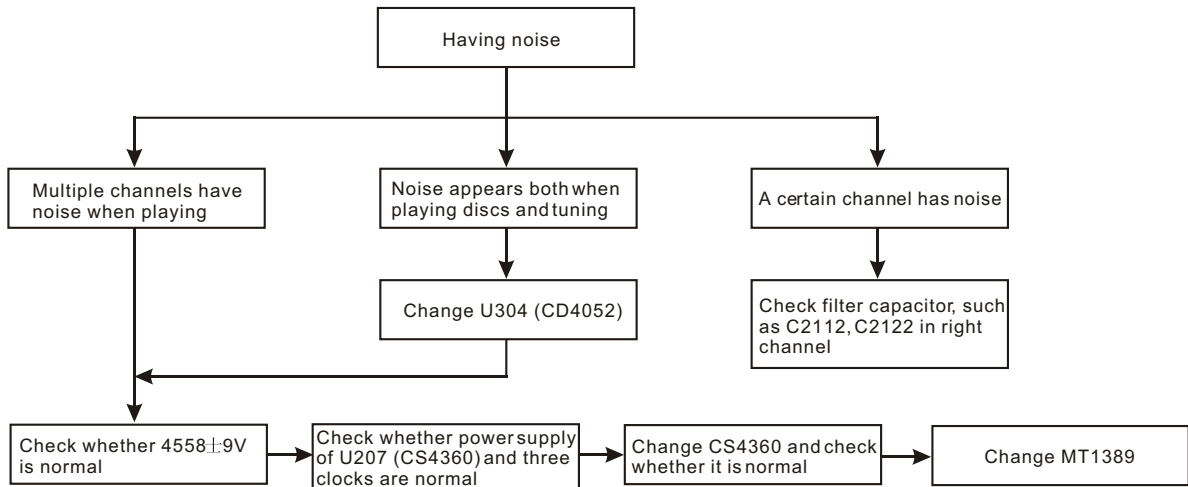 Having noise
Multiple channels have
noise when playing
Noise appears both when
playing discs and tuning
A certain channel has noise
Change U304 (CD4052)
Check filter capacitor, such
as C2112, C2122 in right
channel
Check whether 4558±9V
is normal
Check whether power supply
of U207 (CS4360) and three
clocks are normal
Change CS4360 and check
whether it is normal
Change MT1389